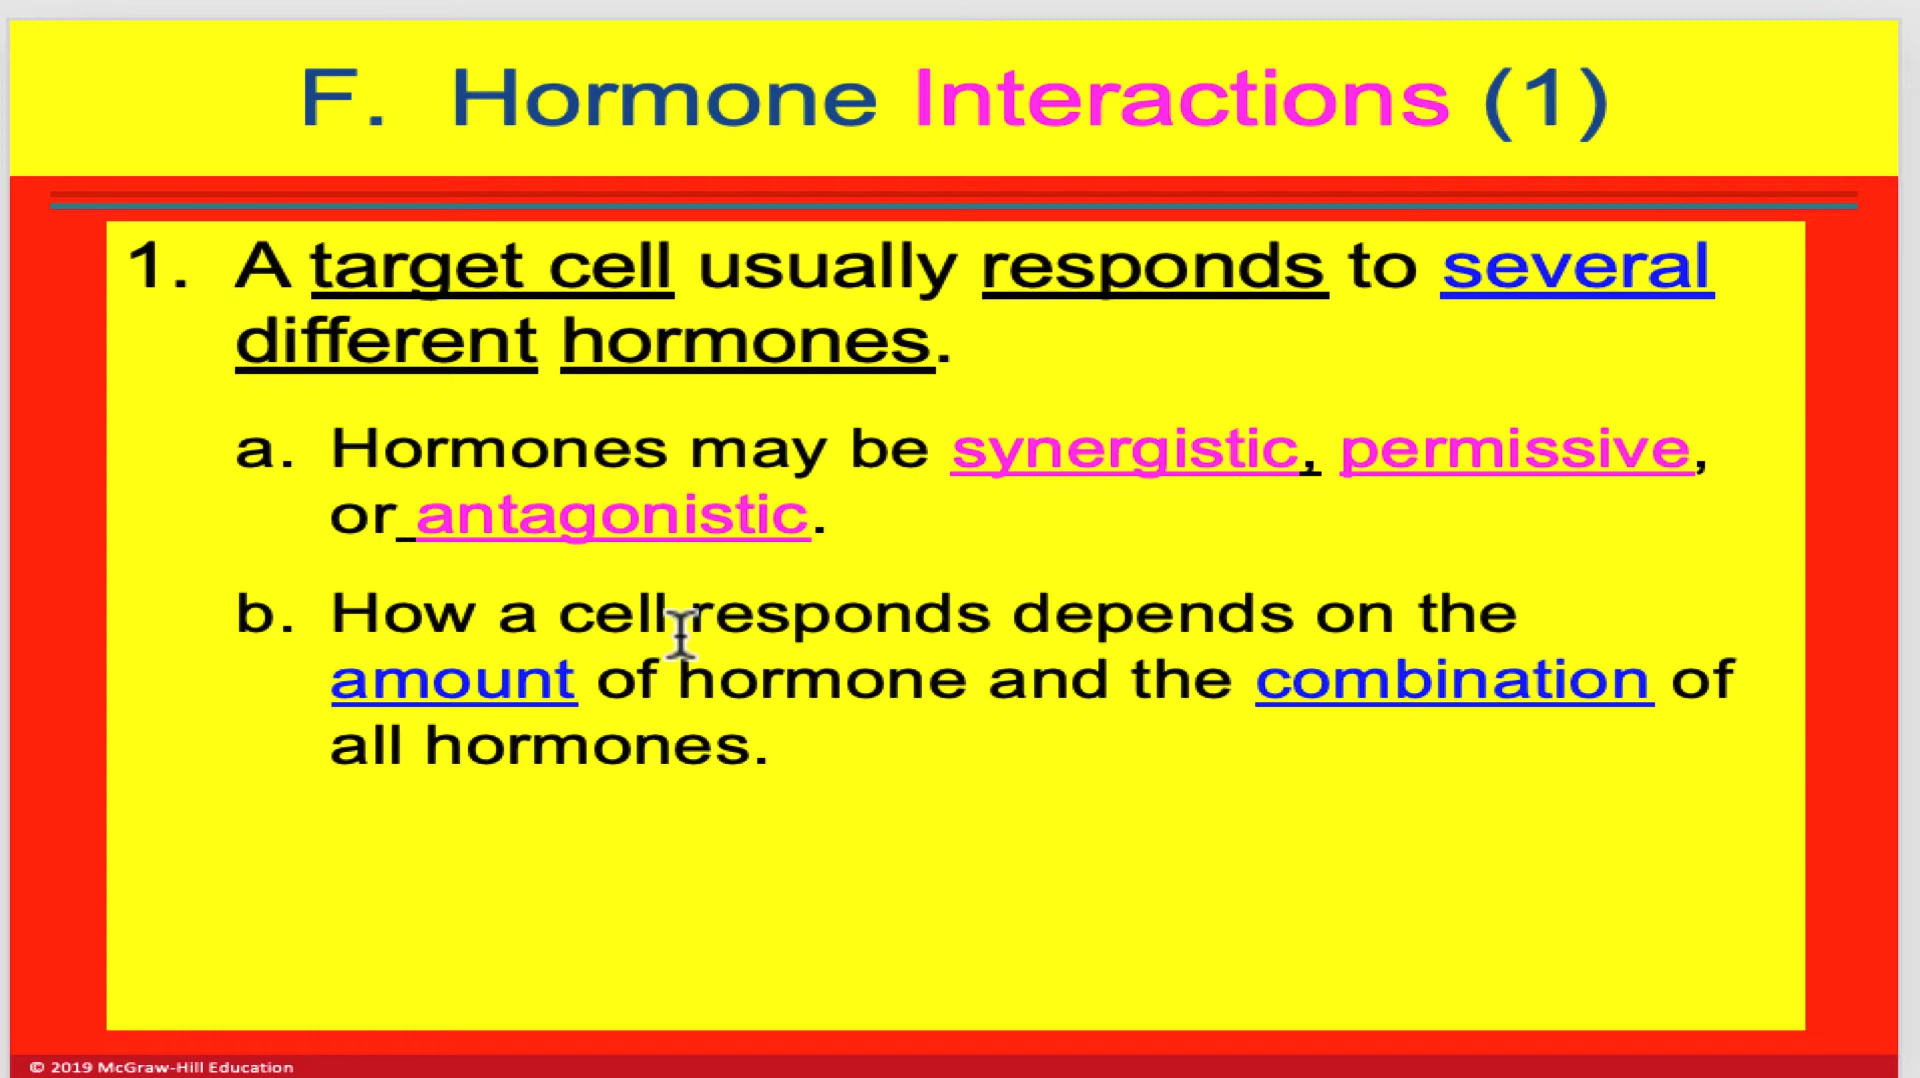 F. Hormone Interactions (1)
1. A target cell usually responds to several
different hormones.
a. Hormones may be synergistic, permissive,
or antagonistic.
b. How a cell responds depends on the
amount of hormone and the combination of
all hormones.
© 2019 McGraw-Hill Education